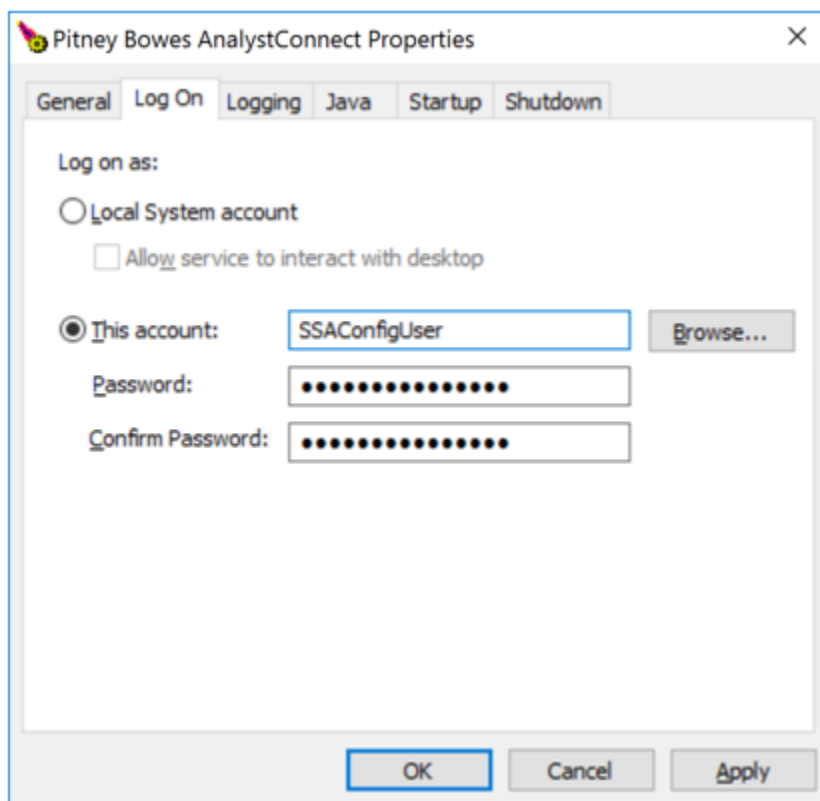 Pitney Bowes AnalystConnect Properties
General Log On Logging Java Startup Shutdown
Log on as:
Local System account
Allow service to interact with desktop
This account: SSAConfigUser Browse...
Password: ●●●●●●●●●●●●●●●
Confirm Password: ●●●●●●●●●●●●●●●
OK Cancel Apply